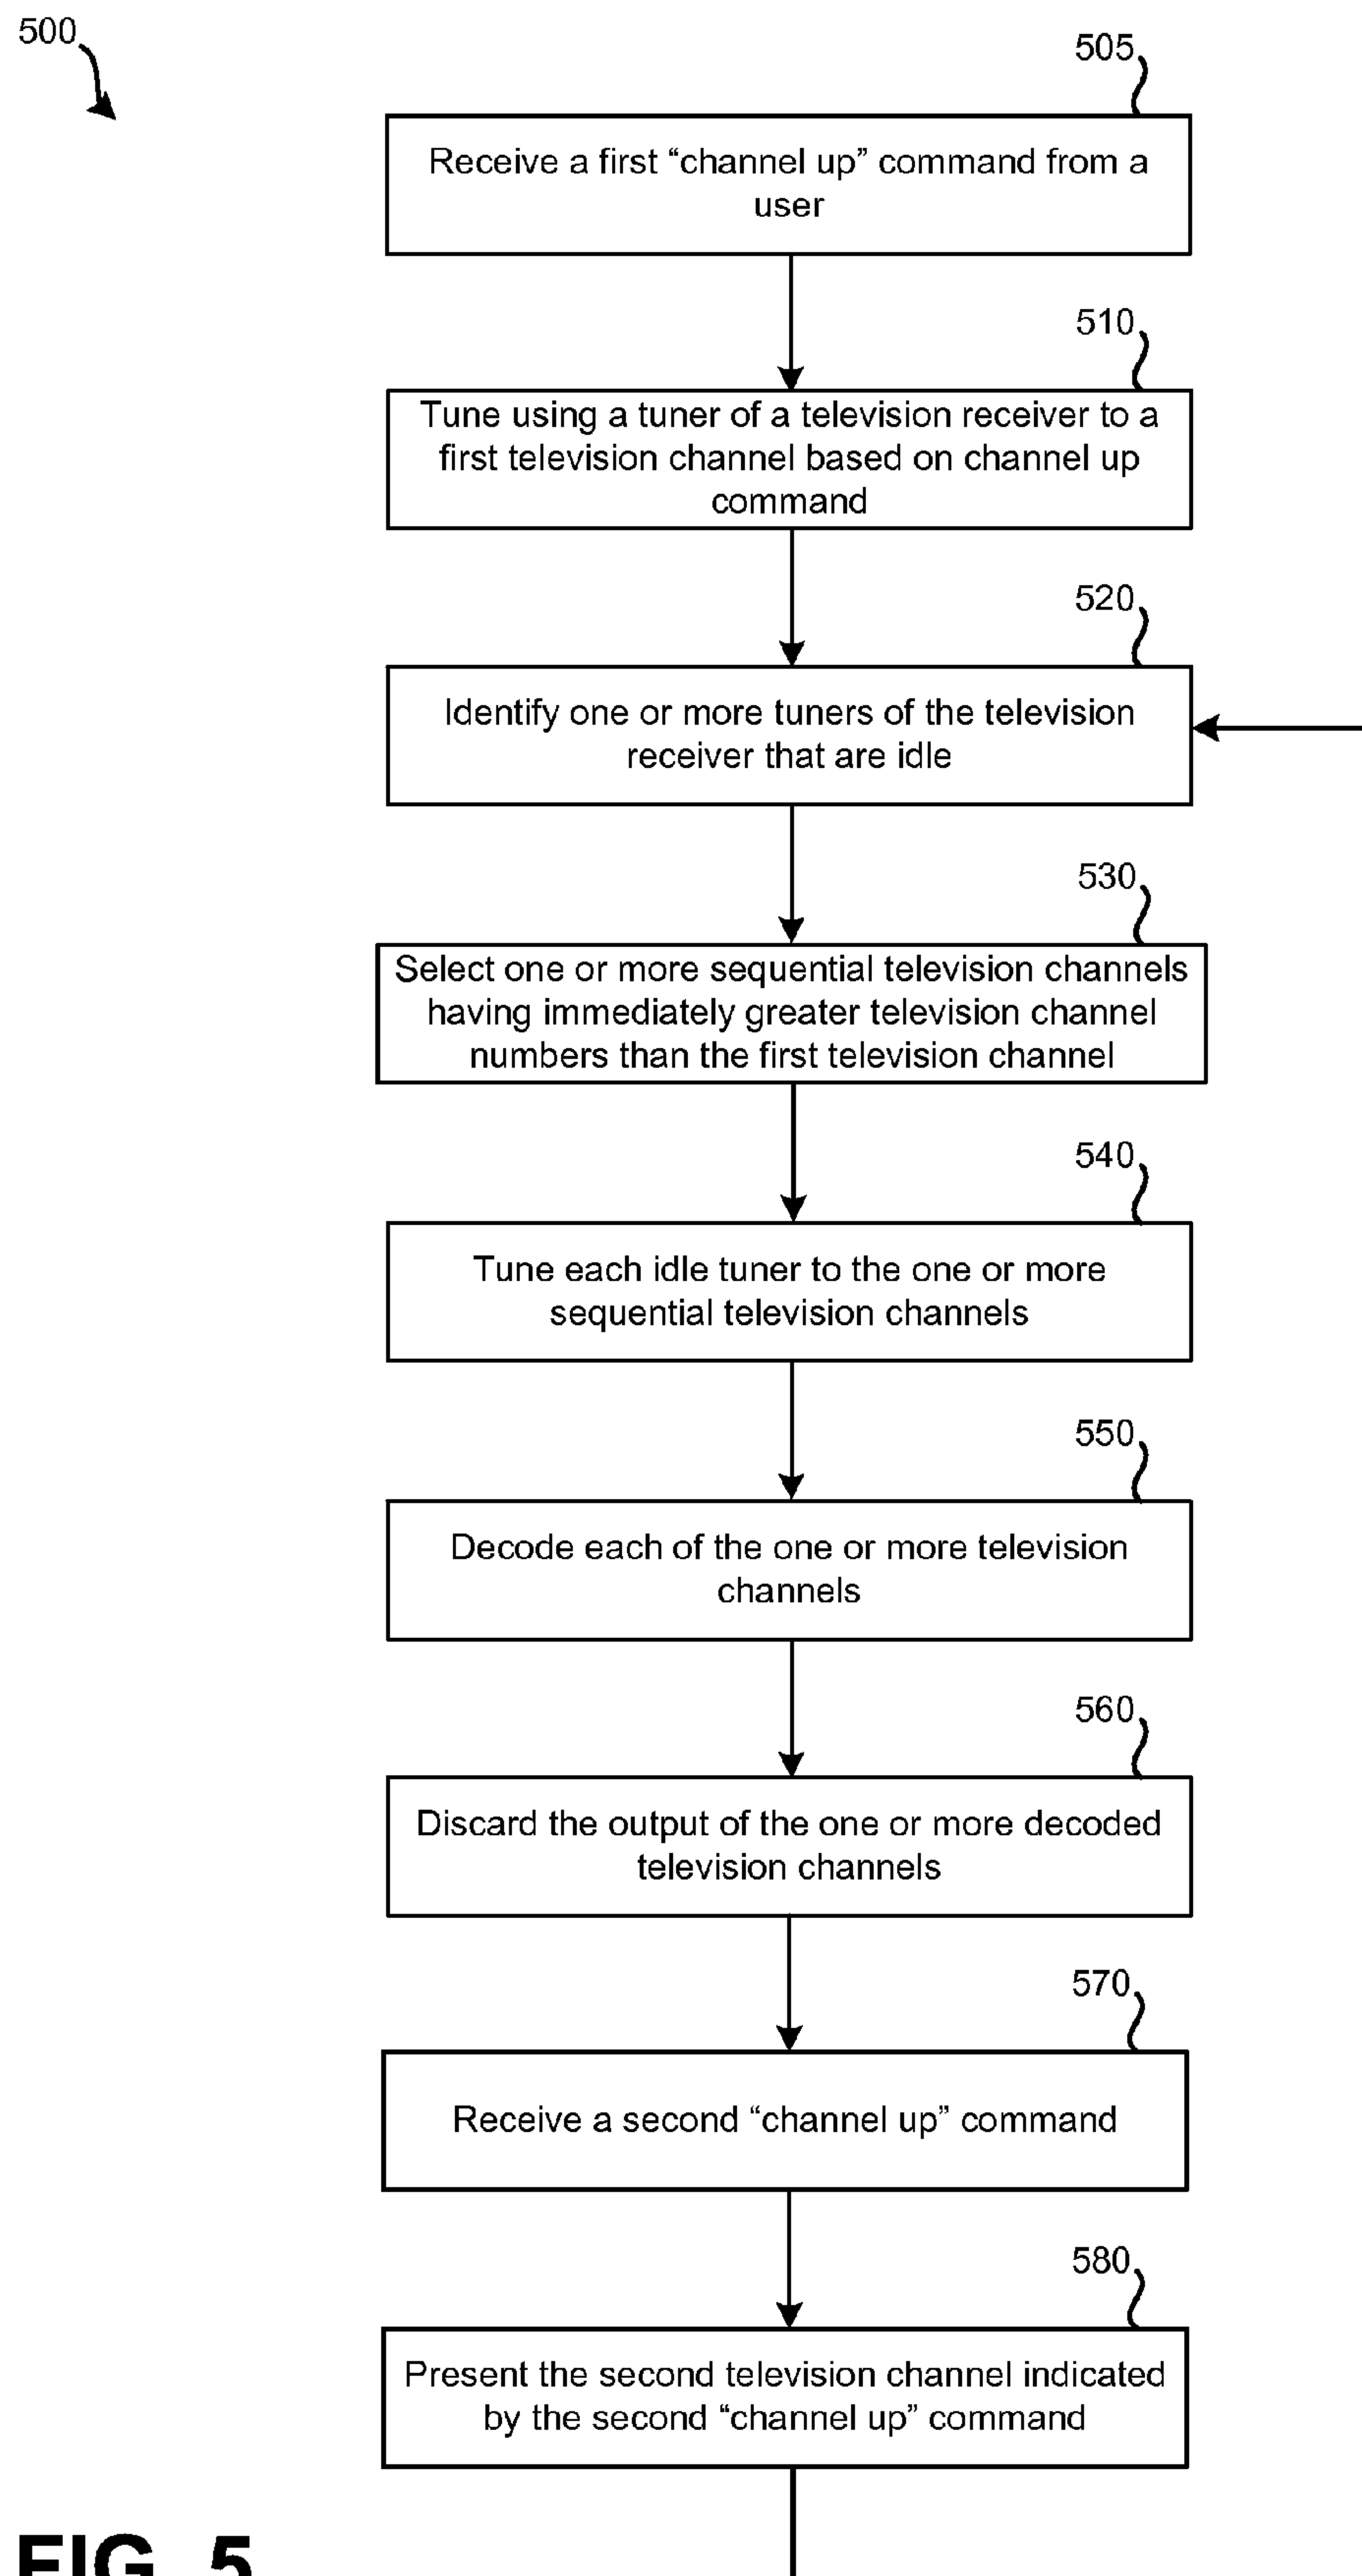 500
505
Receive a first “channel up” command from a
user
510
Tune using a tuner of a television receiver to a
first television channel based on channel up
command
520
Identify one or more tuners of the television
receiver that are idle
530
Select one or more sequential television channels
having immediately greater television channel
numbers than the first television channel
540
Tune each idle tuner to the one or more
sequential television channels
550
Decode each of the one or more television
channels
560
Discard the output of the one or more decoded
television channels
570
Receive a second “channel up” command
580
Present the second television channel indicated
by the second “channel up” command
FIG. 5